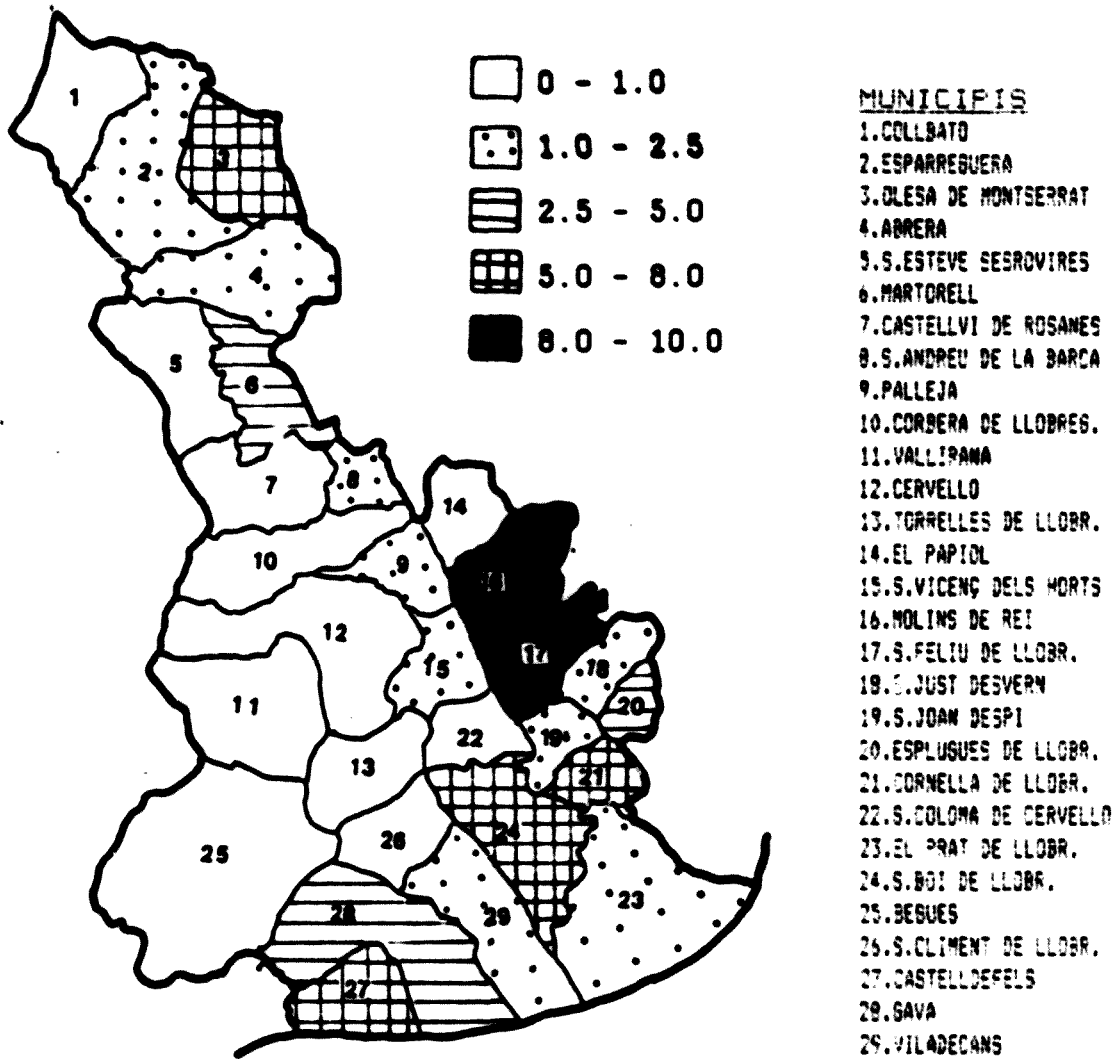 0 - 1.0
1.0 - 2.5
2.5 - 5.0
5.0 - 8.0
8.0 - 10.0
MUNICIPIS
1.COLLBATO
2.ESPARREGUERA
3.OLESA DE MONTSERRAT
4.ABRERA
5.S.ESTEVE SESROVIRES
6.MARTORELL
7.CASTELLVI DE ROSANES
8.S.ANDREU DE LA BARCA
9.PALLEJA
10.CORBERA DE LLOBREG.
11.VALLIRANA
12.CERVELLO
13.TORRELLES DE LLOBR.
14.EL PAPIOL
15.S.VICENÇ DELS HORTS
16.MOLINS DE REI
17.S.FELIU DE LLOBR.
18.S.JUST DESVERN
19.S.JOAN DESPI
20.ESPLUGUES DE LLOBR.
21.CORNELLA DE LLOBR.
22.S.COLOMA DE CERVELLO
23.EL PRAT DE LLOBR.
24.S.BOI DE LLOBR.
25.BEGUES
26.S.CLIMENT DE LLOBR.
27.CASTELLDEFELS
28.GAVA
29.VILADECANS
1
2
3
4
5
6
7
8
14
10
9
16
12
15
17
18
20
11
22
19
13
21
24
26
25
23
28
29
27